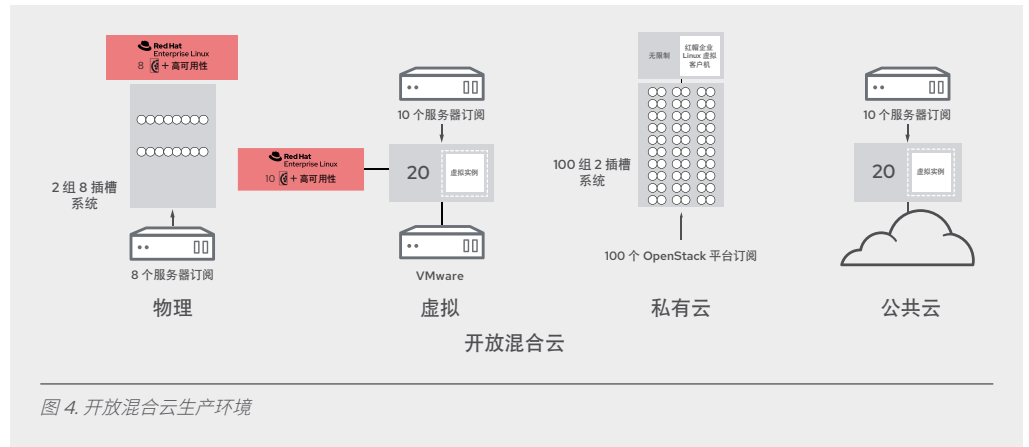 Red Hat
Enterprise Linux
8 + 高可用性
2 组 8 插槽
系统
8 个服务器订阅
物理
10 个服务器订阅
Red Hat
Enterprise Linux
10 + 高可用性
20
虚拟实例
VMware
虚拟
无限制
红帽企业
Linux 虚拟
客户机
100 组 2 插槽
系统
100 个 OpenStack 平台订阅
私有云
10 个服务器订阅
20
虚拟实例
公共云
开放混合云
图 4. 开放混合云生产环境